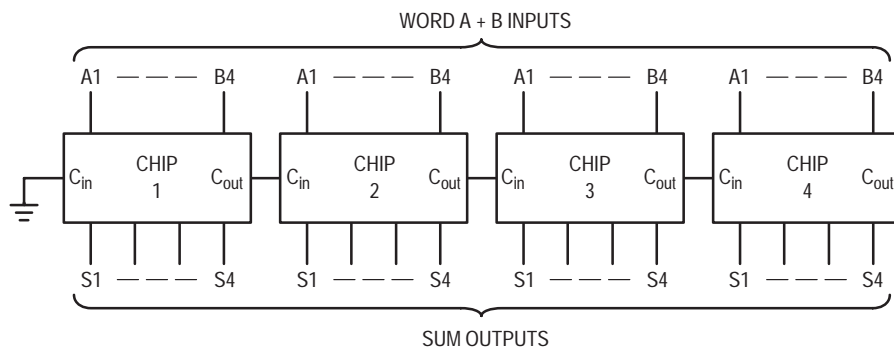 WORD A + B INPUTS
A1 — — — B4 A1 — — — B4 A1 — — — B4 A1 — — — B4
Cin CHIP 1 Cout Cin CHIP 2 Cout Cin CHIP 3 Cout Cin CHIP 4 Cout
S1 — — — S4 S1 — — — S4 S1 — — — S4 S1 — — — S4
SUM OUTPUTS